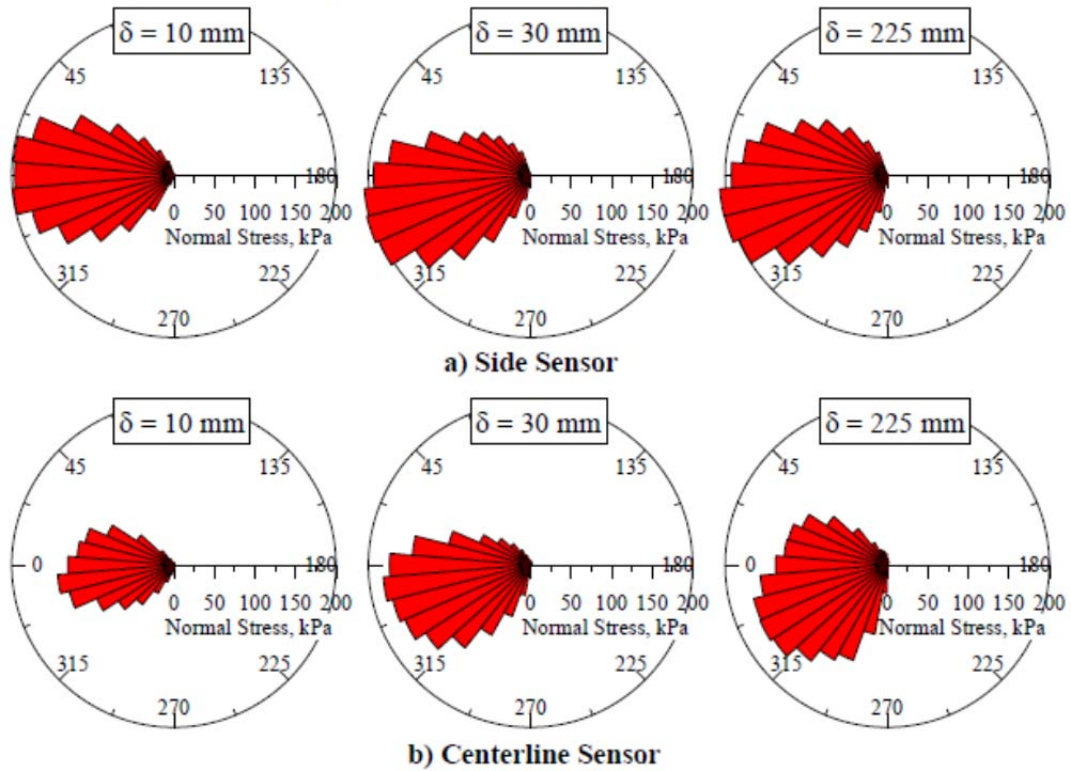 δ = 10 mm
δ = 30 mm
δ = 225 mm
45 135
45 135
45 135
180
180
180
0 50 100 150 200
0 50 100 150 200
0 50 100 150 200
Normal Stress, kPa
Normal Stress, kPa
Normal Stress, kPa
315 225
315 225
315 225
270
270
270
a) Side Sensor
δ = 10 mm
δ = 30 mm
δ = 225 mm
45 135
45 135
45 135
0 180
0 180
0 180
0 50 100 150 200
0 50 100 150 200
0 50 100 150 200
Normal Stress, kPa
Normal Stress, kPa
Normal Stress, kPa
315 225
315 225
315 225
270
270
270
b) Centerline Sensor